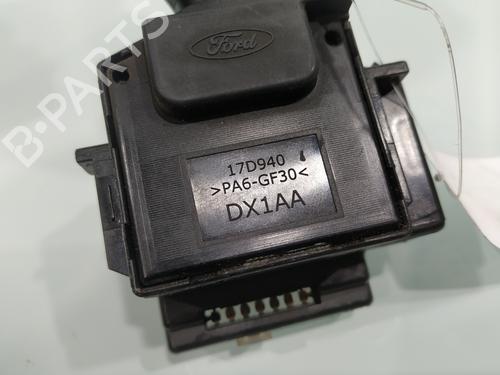 B-PARTS
Ford
17D940
>PA6-GF30<
DX1AA